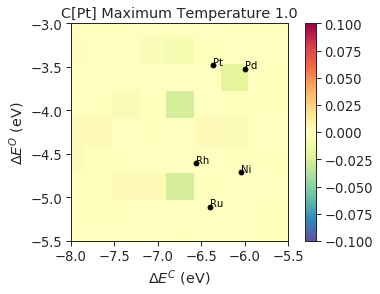 C[Pt] Maximum Temperature 1.0
ΔE^O (eV)
−3.0
−3.5
−4.0
−4.5
−5.0
−5.5
Pt
Pd
Rh
Ni
Ru
−8.0 −7.5 −7.0 −6.5 −6.0 −5.5
ΔE^C (eV)
0.100
0.075
0.050
0.025
0.000
−0.025
−0.050
−0.075
−0.100